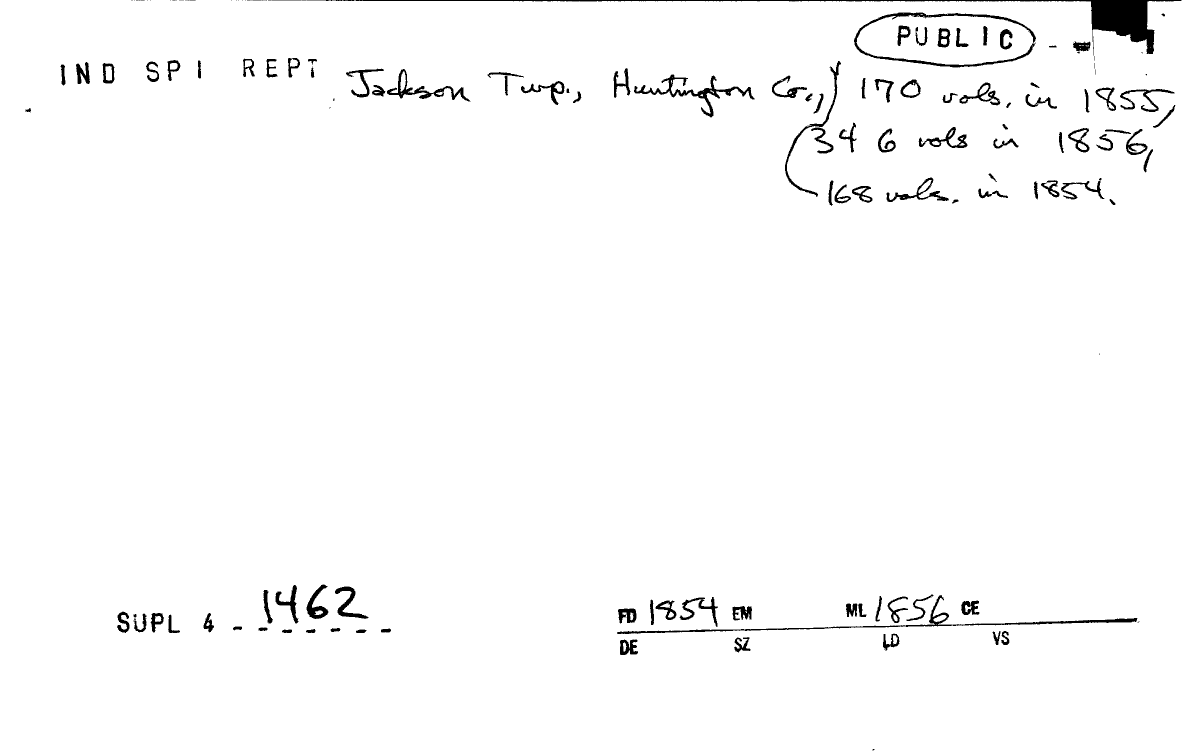 PUBLIC
IND SPI REPT Jackson Twp., Huntington Co., 170 vols. in 1855,
346 vols in 1856,
168 vols. in 1854.
SUPL 4 - 1462
FD 1854 EM ML 1856 CE
DE SZ LD VS